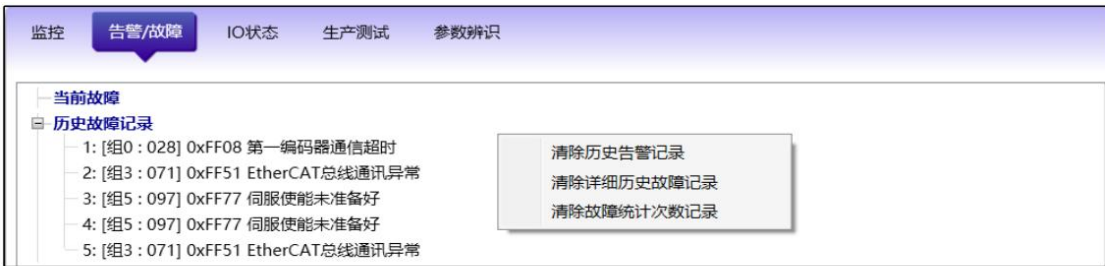 监控 告警/故障 IO状态 生产测试 参数辨识
当前故障
历史故障记录
1: [组0 : 028] 0xFF08 第一编码器通信超时
2: [组3 : 071] 0xFF51 EtherCAT总线通讯异常
3: [组5 : 097] 0xFF77 伺服使能未准备好
4: [组5 : 097] 0xFF77 伺服使能未准备好
5: [组3 : 071] 0xFF51 EtherCAT总线通讯异常
清除历史告警记录
清除详细历史故障记录
清除故障统计次数记录